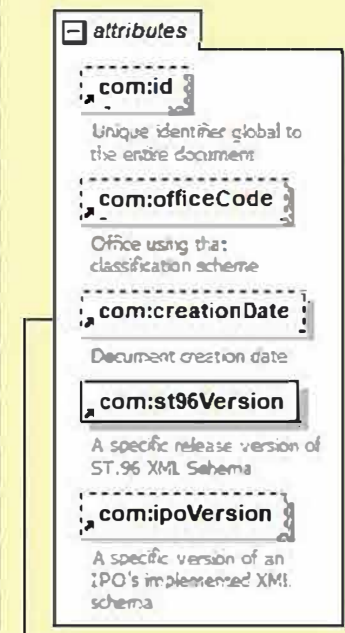 attributes
com:id
Unique identifier global to
the entire document
com:officeCode
Office using that
classification scheme
com:creationDate
Document creation date
com:st96Version
A specific release version of
ST.96 XML Schema
com:ipoVersion
A specific version of an
IPO's implemented XML
schema